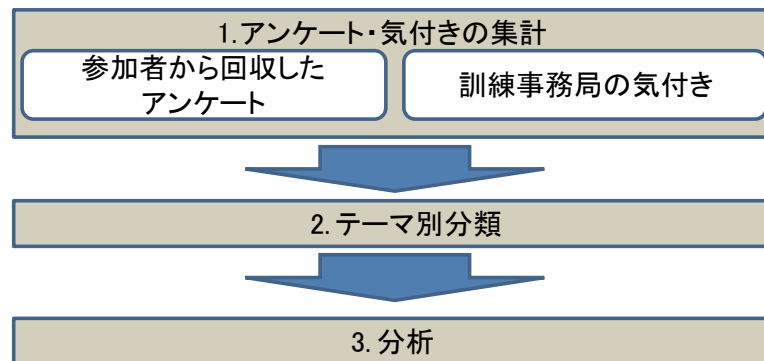 1.アンケート・気付きの集計
参加者から回収した
アンケート
訓練事務局の気付き
2.テーマ別分類
3.分析